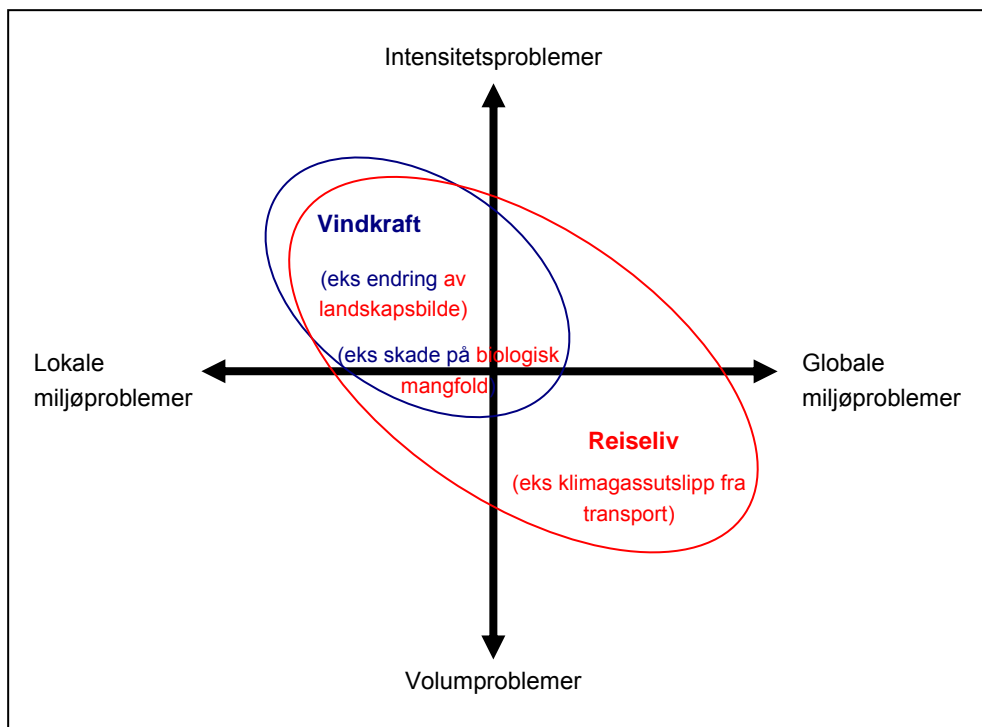 Intensitetsproblemer
Vindkraft
(eks endring av
landskapsbilde)
(eks skade på biologisk
mangfold)
Lokale
miljøproblemer
Globale
miljøproblemer
Reiseliv
(eks klimagassutslipp fra
transport)
Volumproblemer